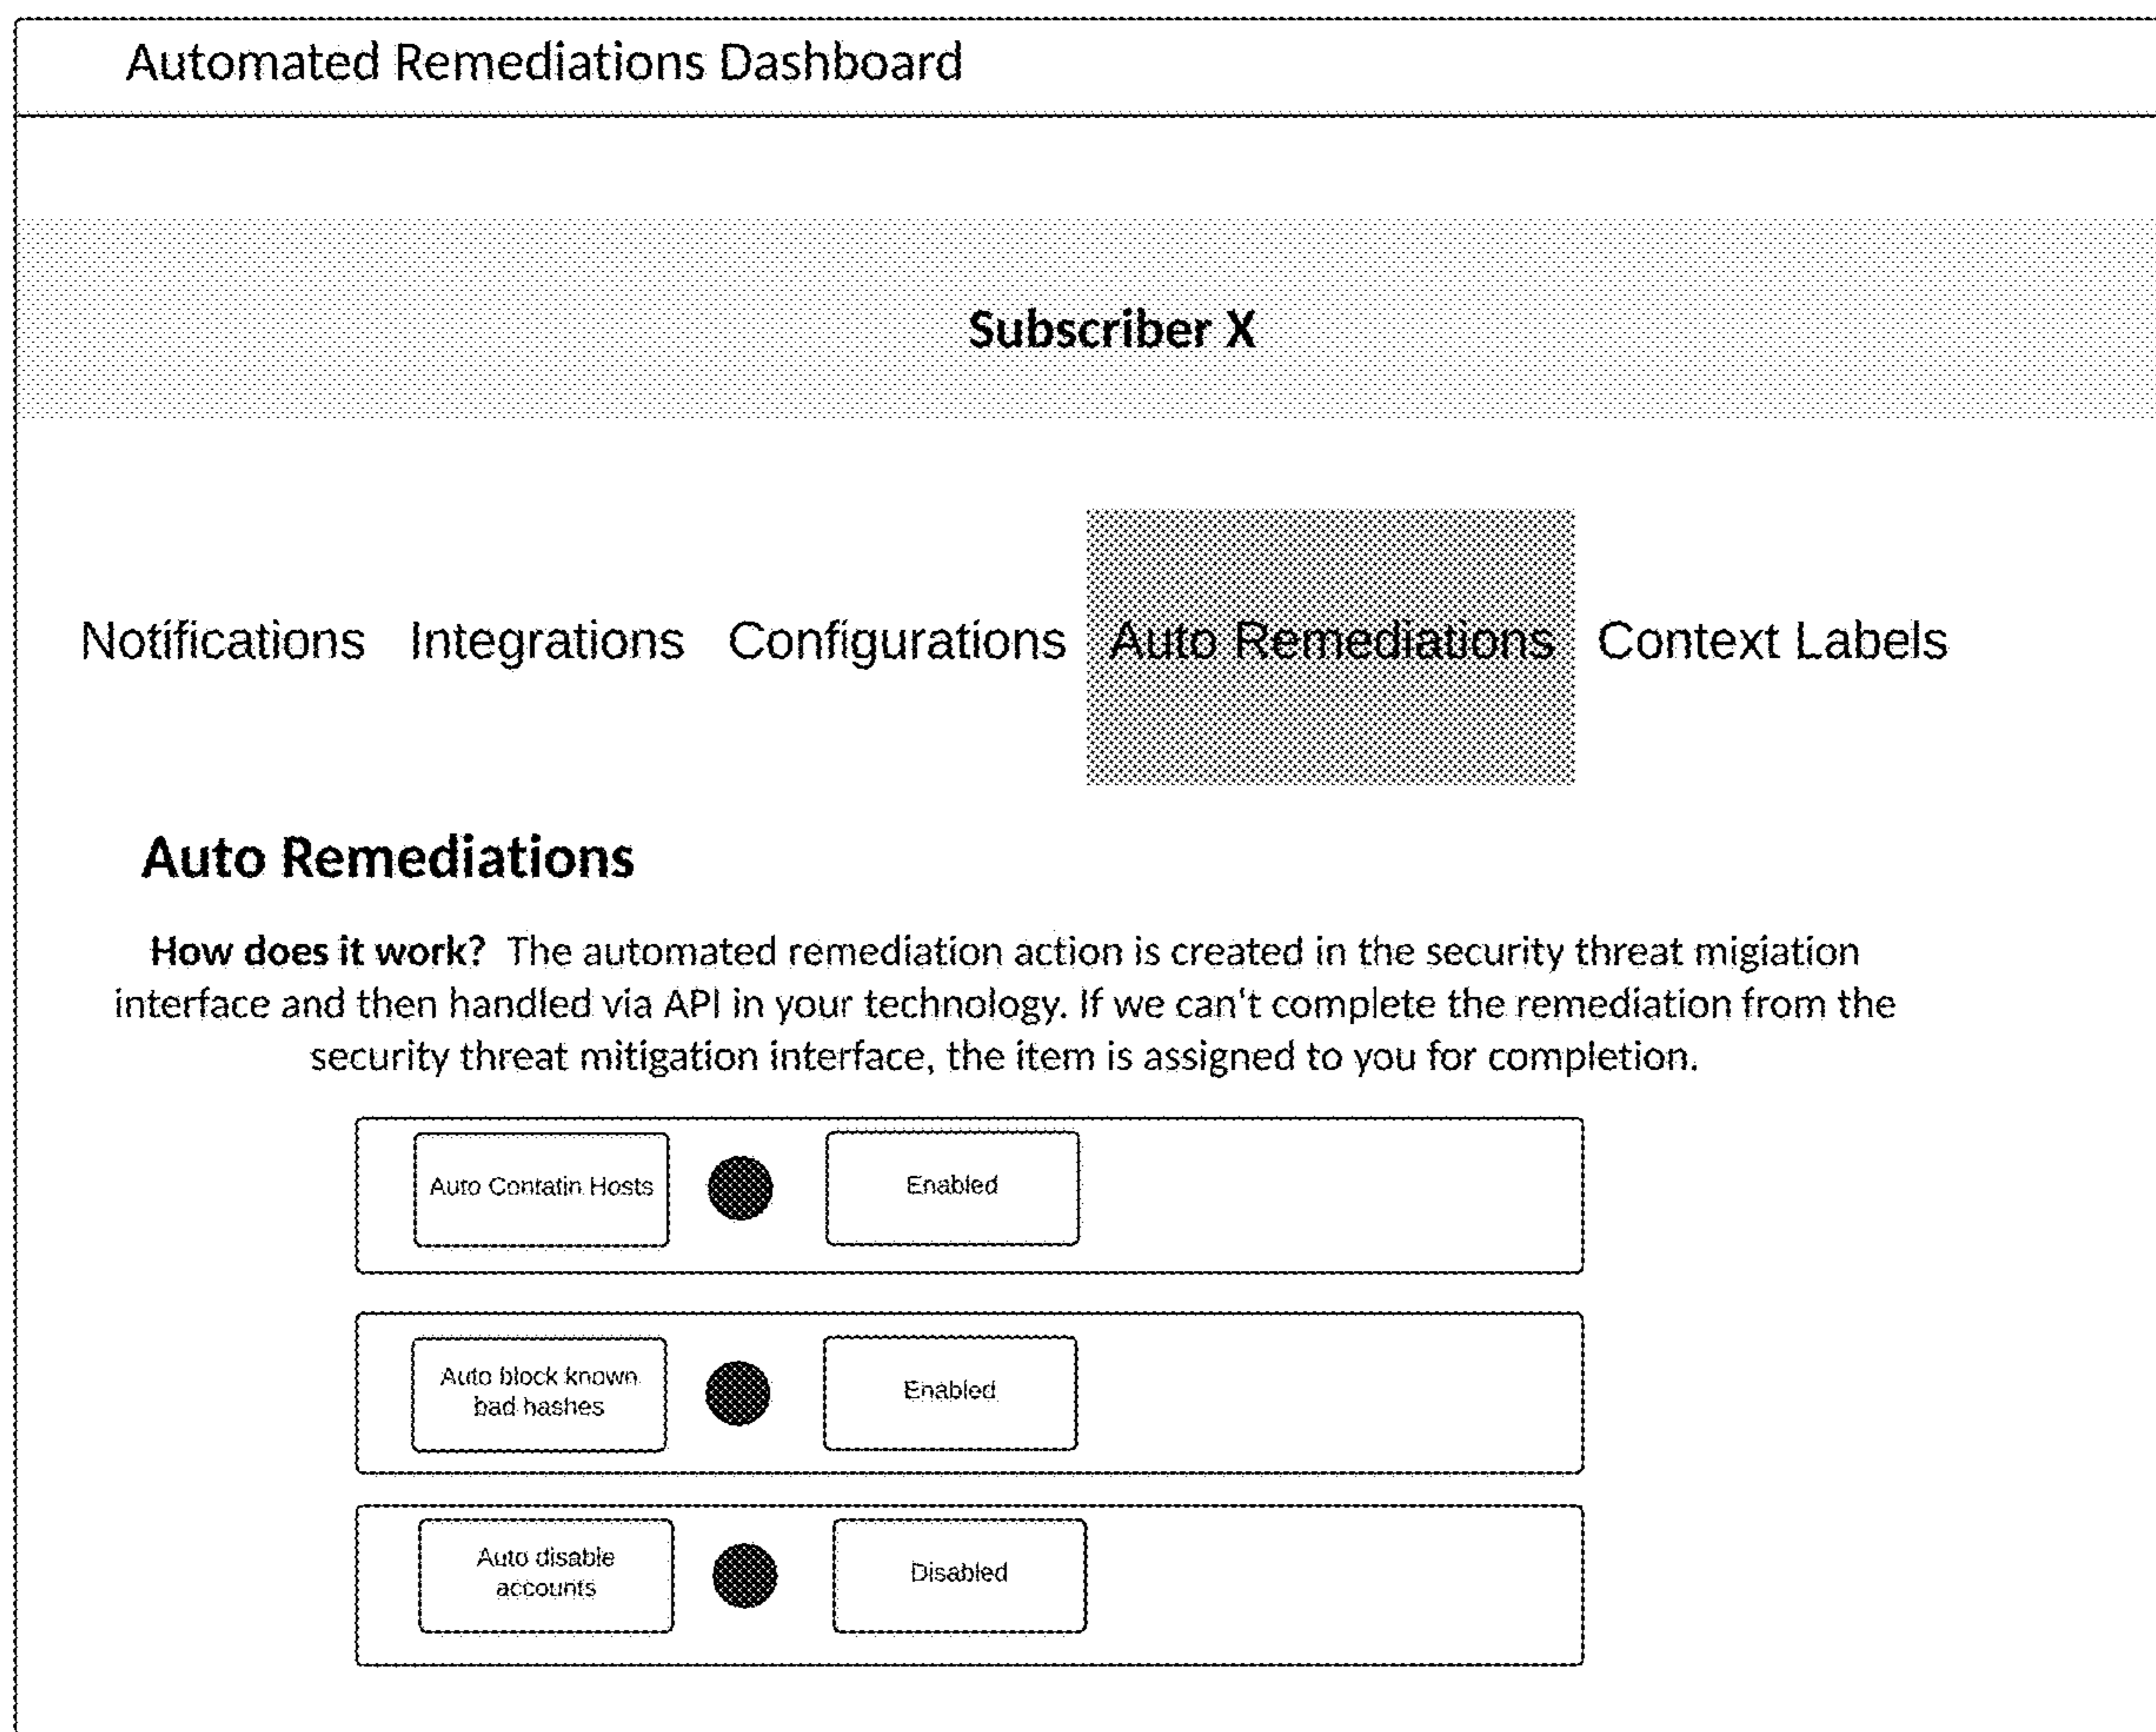 Automated Remediations Dashboard
Subscriber X
Notifications Integrations Configurations Auto Remediations Context Labels
Auto Remediations
How does it work? The automated remediation action is created in the security threat migiation
interface and then handled via API in your technology. If we can't complete the remediation from the
security threat mitigation interface, the item is assigned to you for completion.
Auto Contatin Hosts Enabled
Auto block known
bad hashes
Enabled
Auto disable
accounts
Disabled